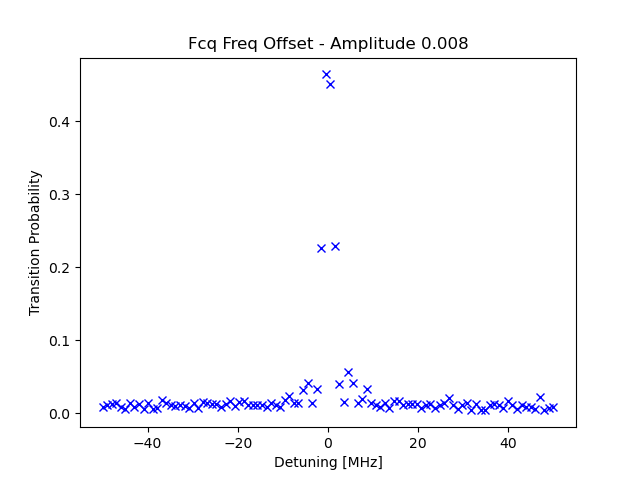 Fcq Freq Offset - Amplitude 0.008
Transition Probability
0.4
0.3
0.2
0.1
0.0
−40 −20 0 20 40
Detuning [MHz]